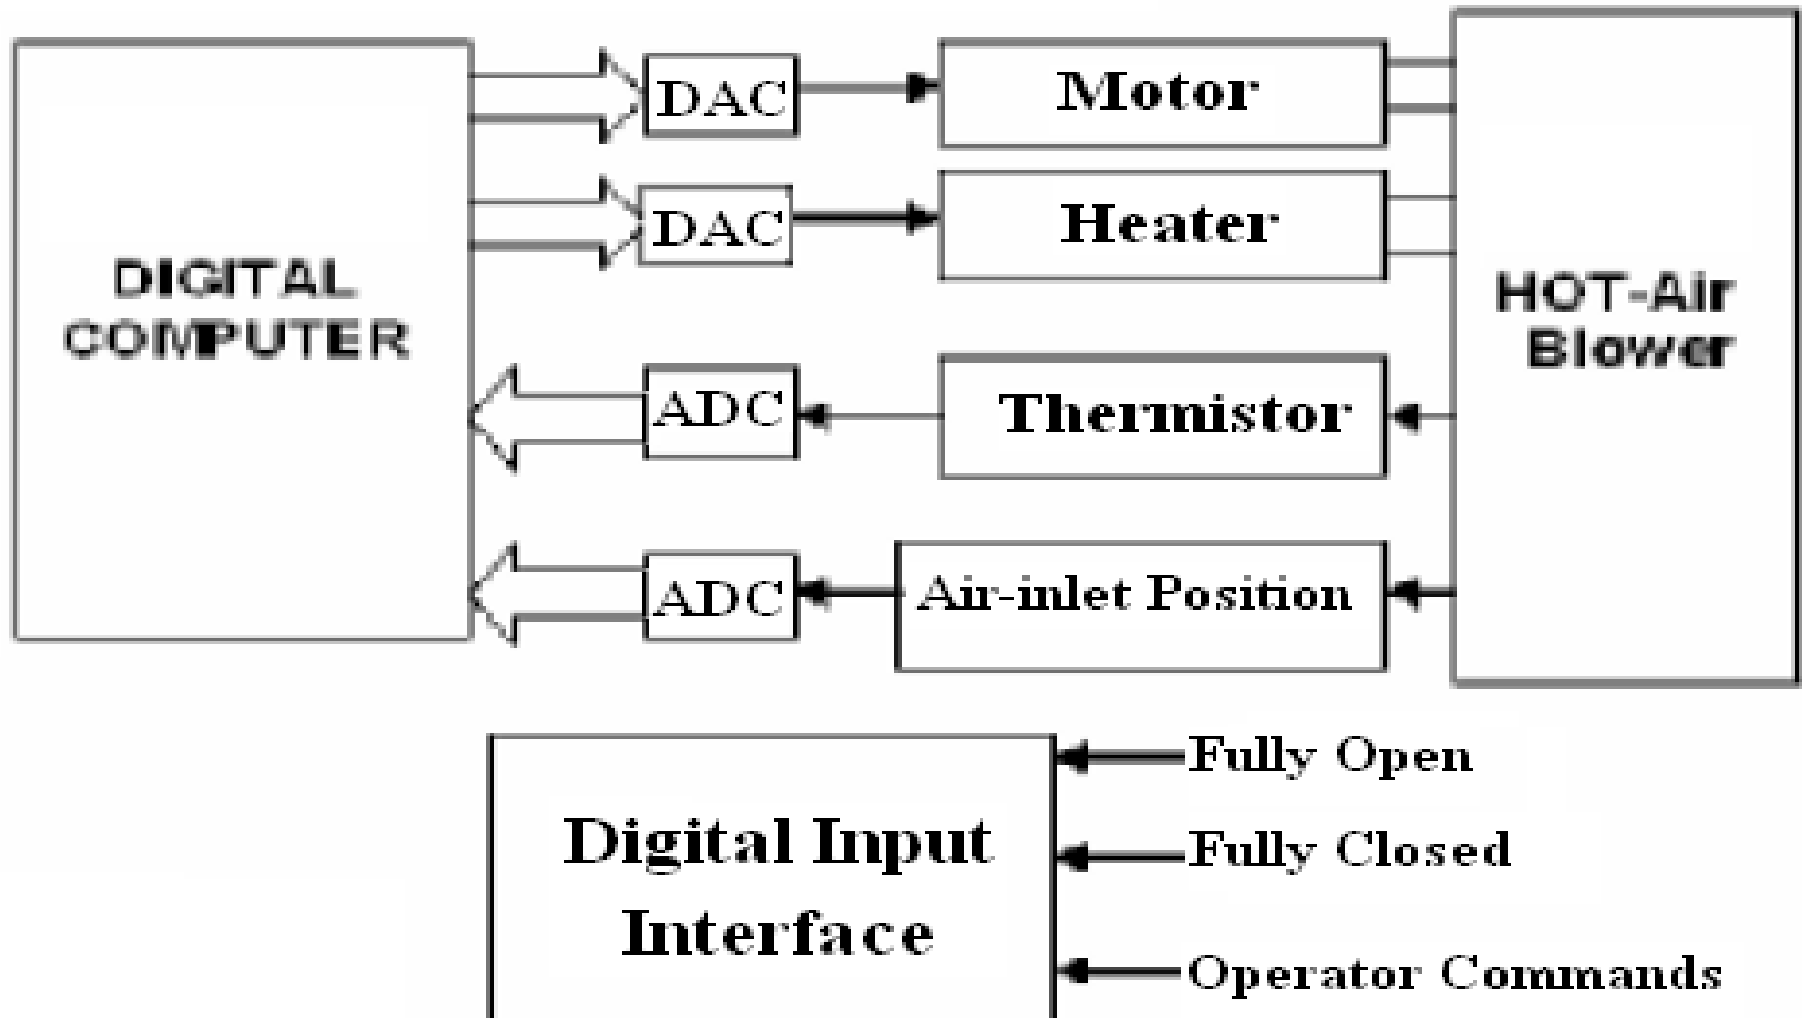 DAC
Motor
DAC
Heater
DIGITAL
COMPUTER
HOT-Air
Blower
ADC
Thermistor
ADC
Air-inlet Position
Digital Input
Interface
Fully Open
Fully Closed
Operator Commands